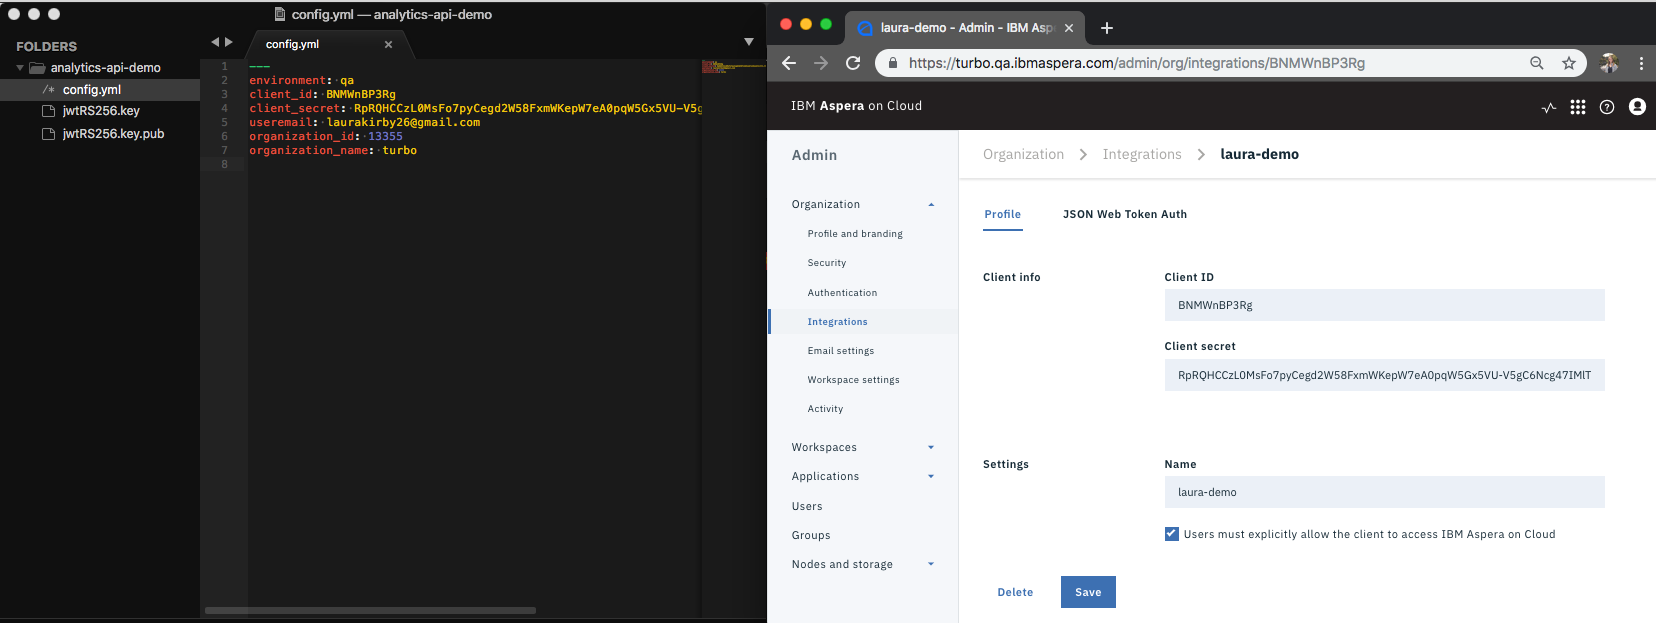 config.yml — analytics-api-demo
FOLDERS
analytics-api-demo
/* config.yml
jwtRS256.key
jwtRS256.key.pub
config.yml
1 ---
2 environment: qa
3 client_id: BNMWnBP3Rg
4 client_secret: RpRQHCCzL0MsFo7pyCegd2W58FxmWKepW7eA0pqW5Gx5VU-V5g
5 useremail: laurakirby26@gmail.com
6 organization_id: 13355
7 organization_name: turbo
8
laura-demo - Admin - IBM Aspe
https://turbo.qa.ibmaspera.com/admin/org/integrations/BNMWnBP3Rg
IBM Aspera on Cloud
Admin
Organization
Profile and branding
Security
Authentication
Integrations
Email settings
Workspace settings
Activity
Workspaces
Applications
Users
Groups
Nodes and storage
Organization > Integrations > laura-demo
Profile JSON Web Token Auth
Client info
Client ID
BNMWnBP3Rg
Client secret
RpRQHCCzL0MsFo7pyCegd2W58FxmWKepW7eA0pqW5Gx5VU-V5gC6Ncg47IMlT
Settings
Name
laura-demo
Users must explicitly allow the client to access IBM Aspera on Cloud
Delete Save